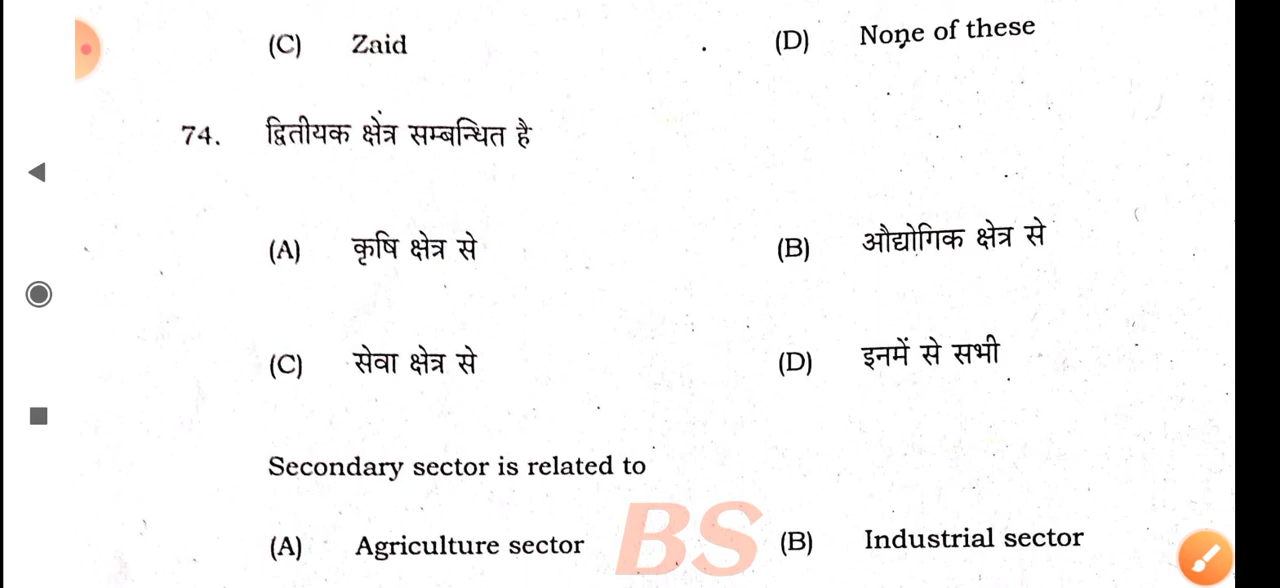 (C) Zaid (D) None of these
74. द्वितीयक क्षेत्र सम्बन्धित है
(A) कृषि क्षेत्र से (B) औद्योगिक क्षेत्र से
(C) सेवा क्षेत्र से (D) इनमें से सभी
Secondary sector is related to
BS
(A) Agriculture sector (B) Industrial sector